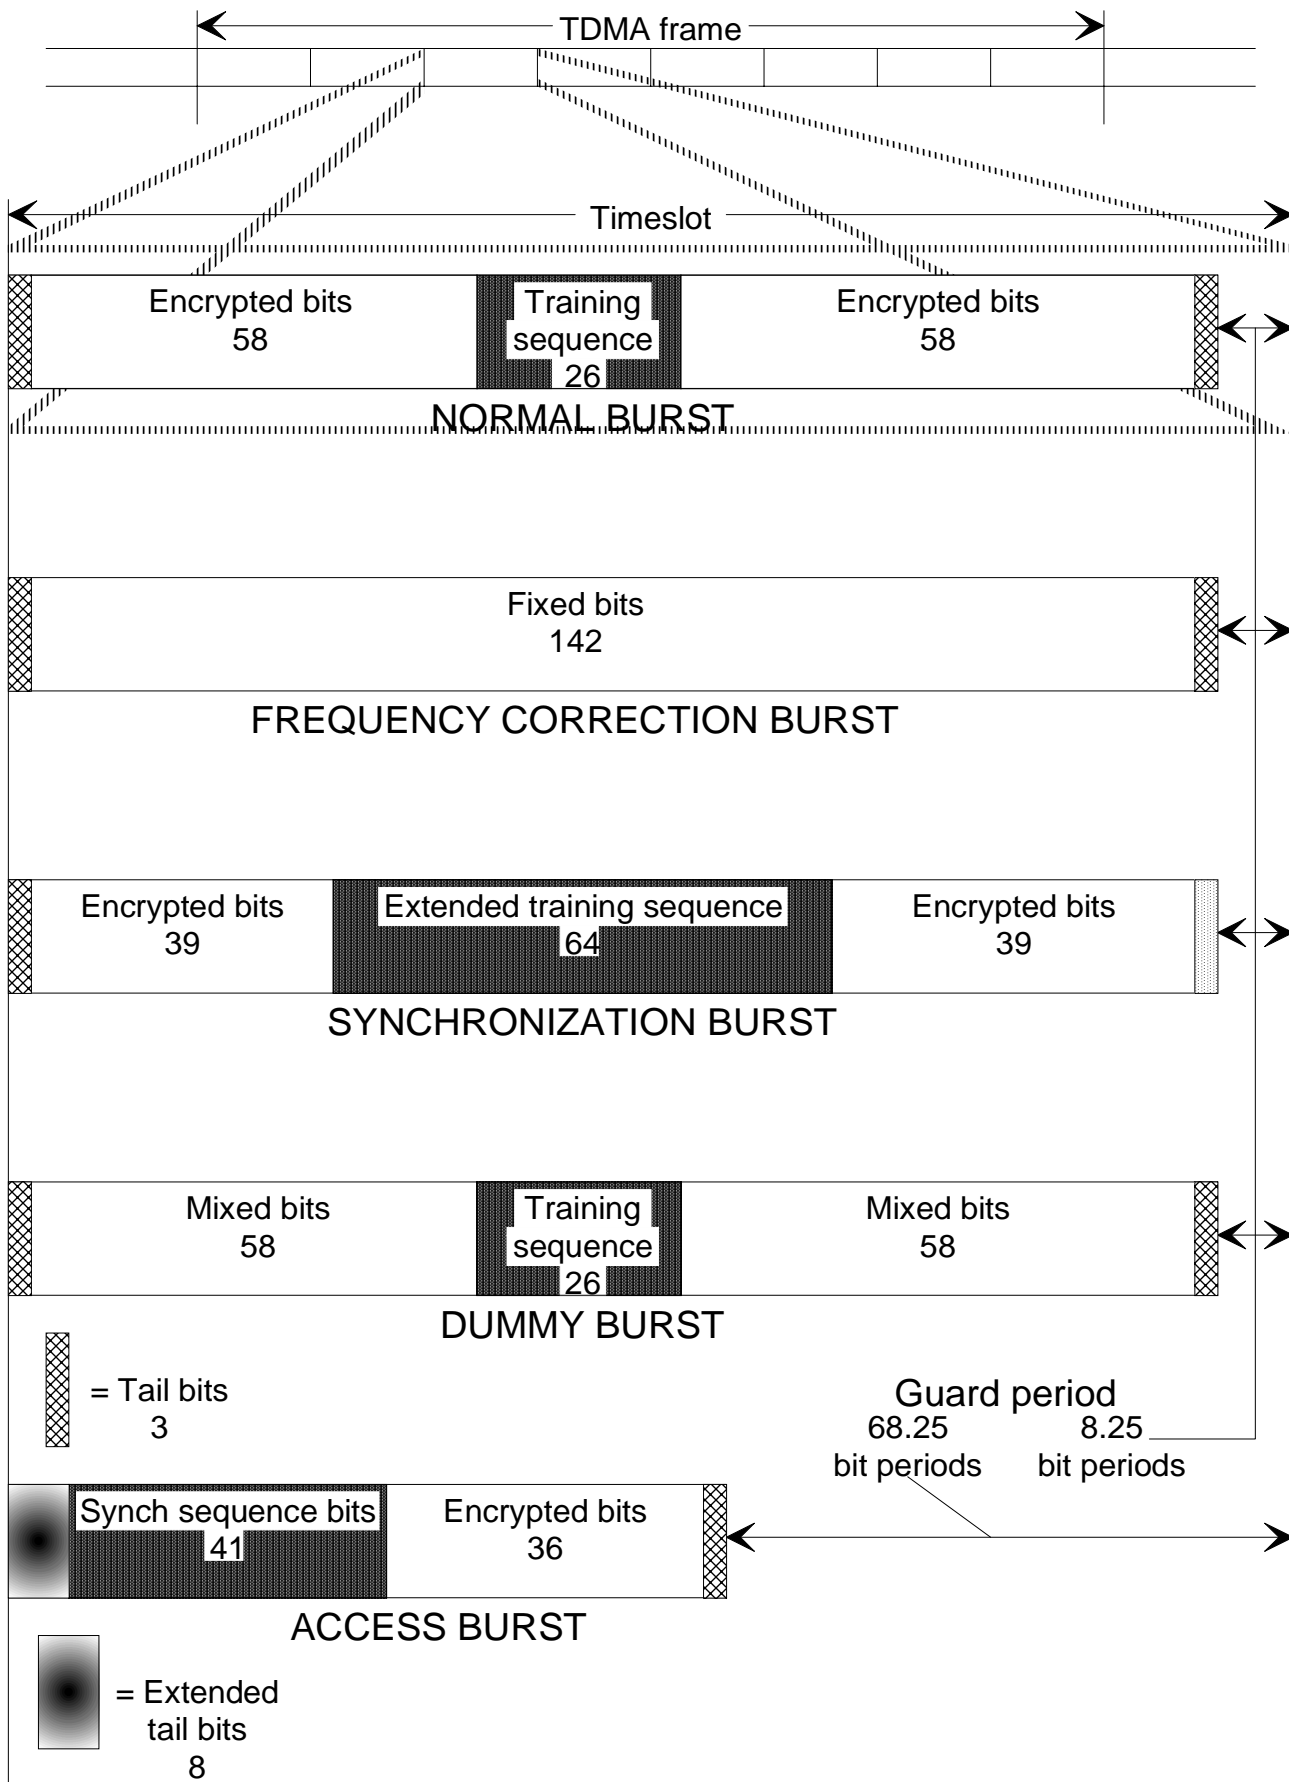 TDMA frame
Timeslot
Encrypted bits
58
Training
sequence
26
Encrypted bits
58
NORMAL BURST
Fixed bits
142
FREQUENCY CORRECTION BURST
Encrypted bits
39
Extended training sequence
64
Encrypted bits
39
SYNCHRONIZATION BURST
Mixed bits
58
Training
sequence
26
Mixed bits
58
DUMMY BURST
= Tail bits
3
Guard period
68.25
bit periods
8.25
bit periods
Synch sequence bits
41
Encrypted bits
36
ACCESS BURST
= Extended
tail bits
8